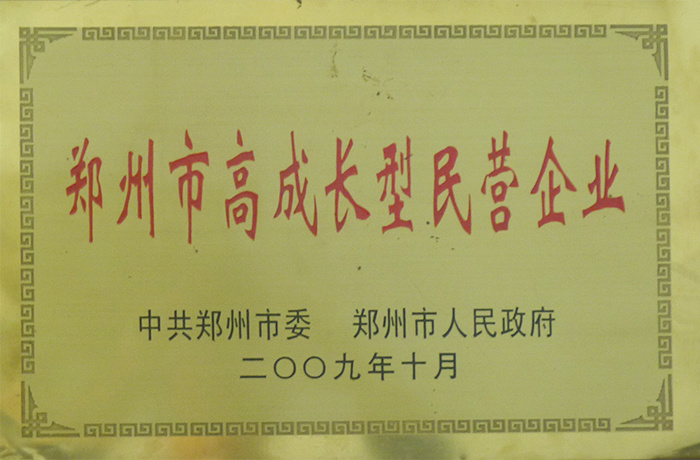 郑州市高成长型民营企业
中共郑州市委 郑州市人民政府
二〇〇九年十月